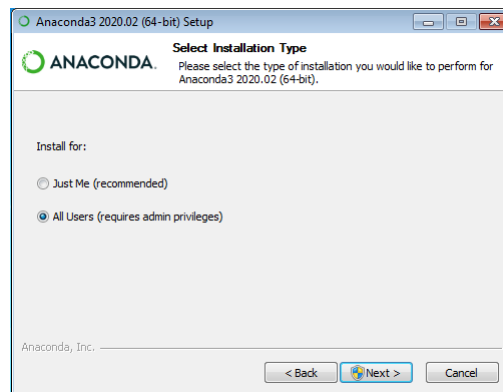 Anaconda3 2020.02 (64-bit) Setup
ANACONDA.
Select Installation Type
Please select the type of installation you would like to perform for
Anaconda3 2020.02 (64-bit).
Install for:
Just Me (recommended)
All Users (requires admin privileges)
Anaconda, Inc.
< Back
Next >
Cancel